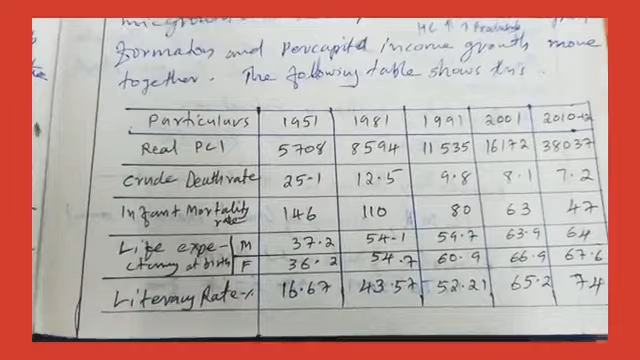 HC ↑
formation and Percapita income growth move
together. The following table shows this.
Particulars 1951 1981 1991 2001 2010-12
Real PCI 5708 8594 11535 16172 38037
Crude Deathrate 25.1 12.5 9.8 8.1 7.2
Infant Mortality rate 146 110 80 63 47
Life expe- M 37.2 54.1 59.7 63.9 64
ctancy at birth F 36.2 54.7 60.9 66.9 67.6
Literacy Rate-% 16.67 43.57 52.21 65.2 74